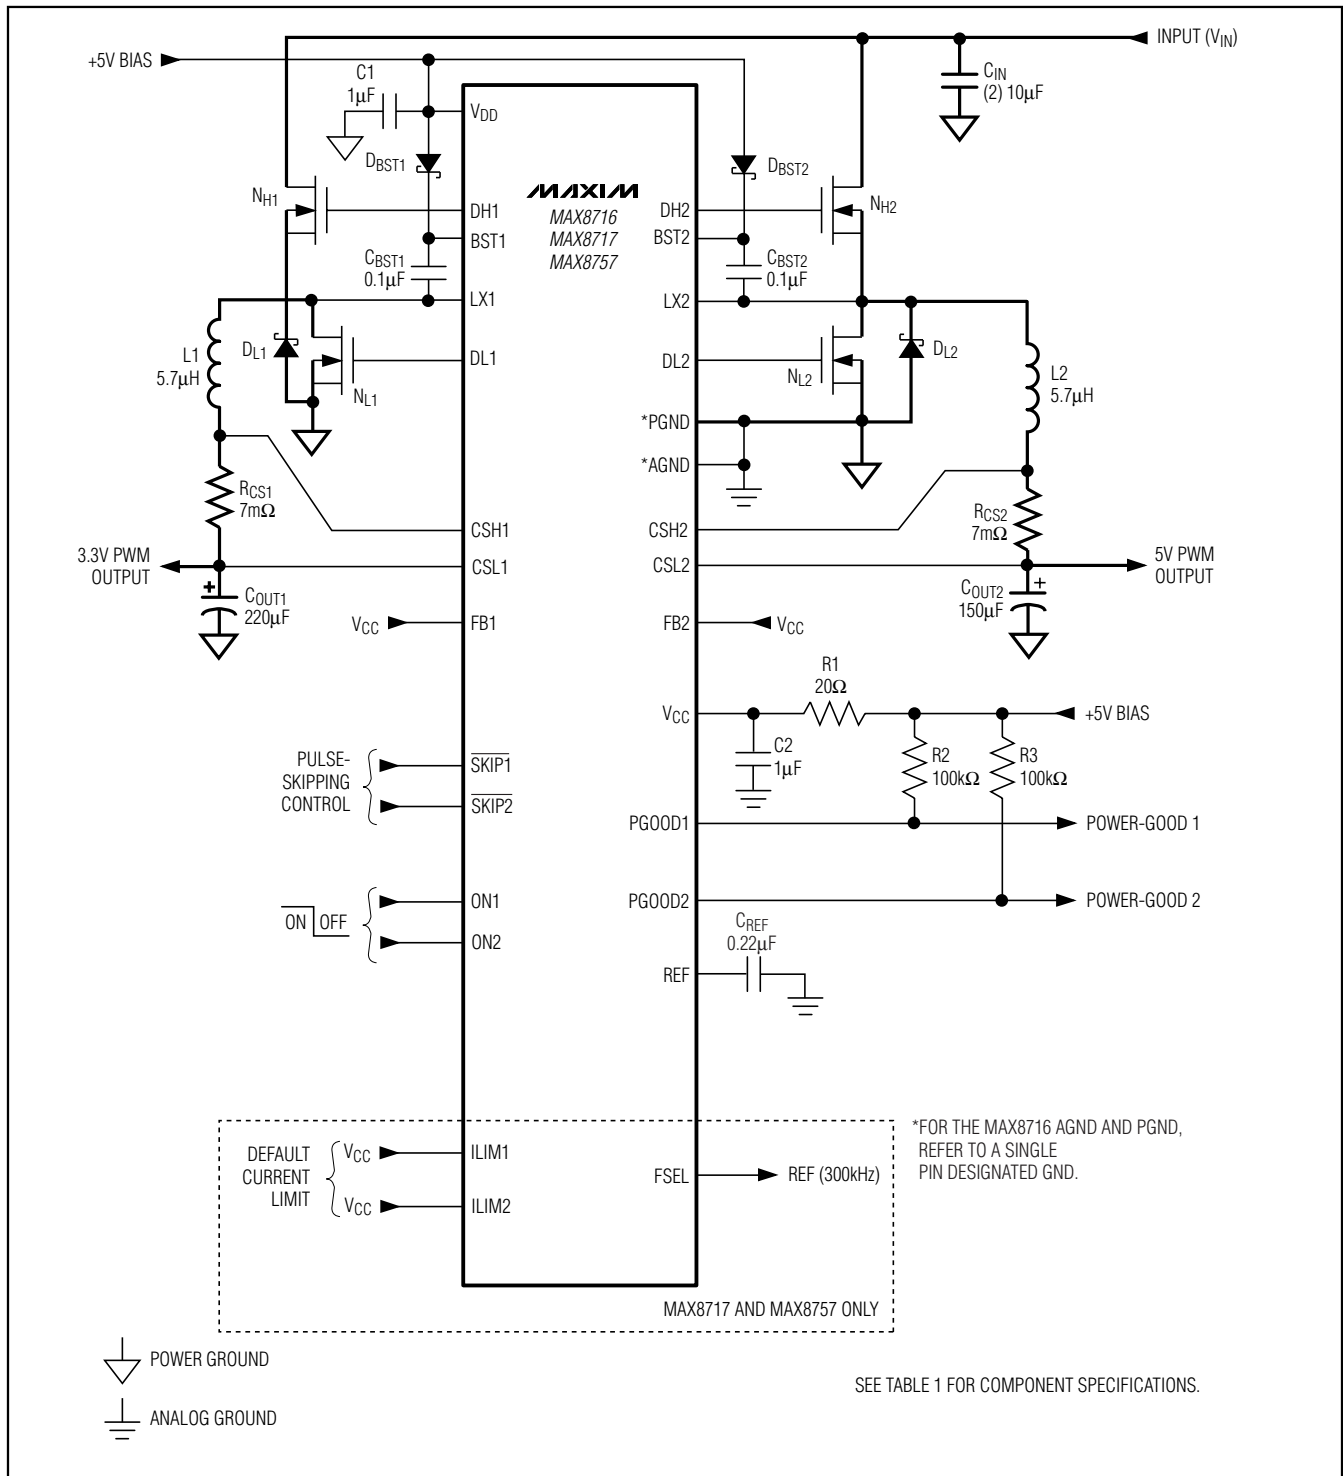 INPUT (VIN)
+5V BIAS
C1
1µF
CIN
(2) 10µF
VDD
DBST1
DBST2
MAXIM
MAX8716
MAX8717
MAX8757
NH1
DH1
DH2
NH2
BST1
BST2
CBST1
0.1µF
CBST2
0.1µF
LX1
LX2
L1
5.7µH
DL1
NL1
DL1
DL2
NL2
DL2
L2
5.7µH
*PGND
*AGND
RCS1
7mΩ
CSH1
CSH2
RCS2
7mΩ
3.3V PWM
OUTPUT
CSL1
CSL2
5V PWM
OUTPUT
+
COUT1
220µF
COUT2
150µF
+
VCC
FB1
FB2
VCC
R1
20Ω
VCC
+5V BIAS
C2
1µF
R2
100kΩ
R3
100kΩ
PULSE-
SKIPPING
CONTROL
SKIP1
SKIP2
PGOOD1
POWER-GOOD 1
ON OFF
ON1
ON2
PGOOD2
POWER-GOOD 2
CREF
0.22µF
REF
DEFAULT
CURRENT
LIMIT
VCC
ILIM1
VCC
ILIM2
FSEL
REF (300kHz)
*FOR THE MAX8716 AGND AND PGND,
REFER TO A SINGLE
PIN DESIGNATED GND.
MAX8717 AND MAX8757 ONLY
POWER GROUND
ANALOG GROUND
SEE TABLE 1 FOR COMPONENT SPECIFICATIONS.